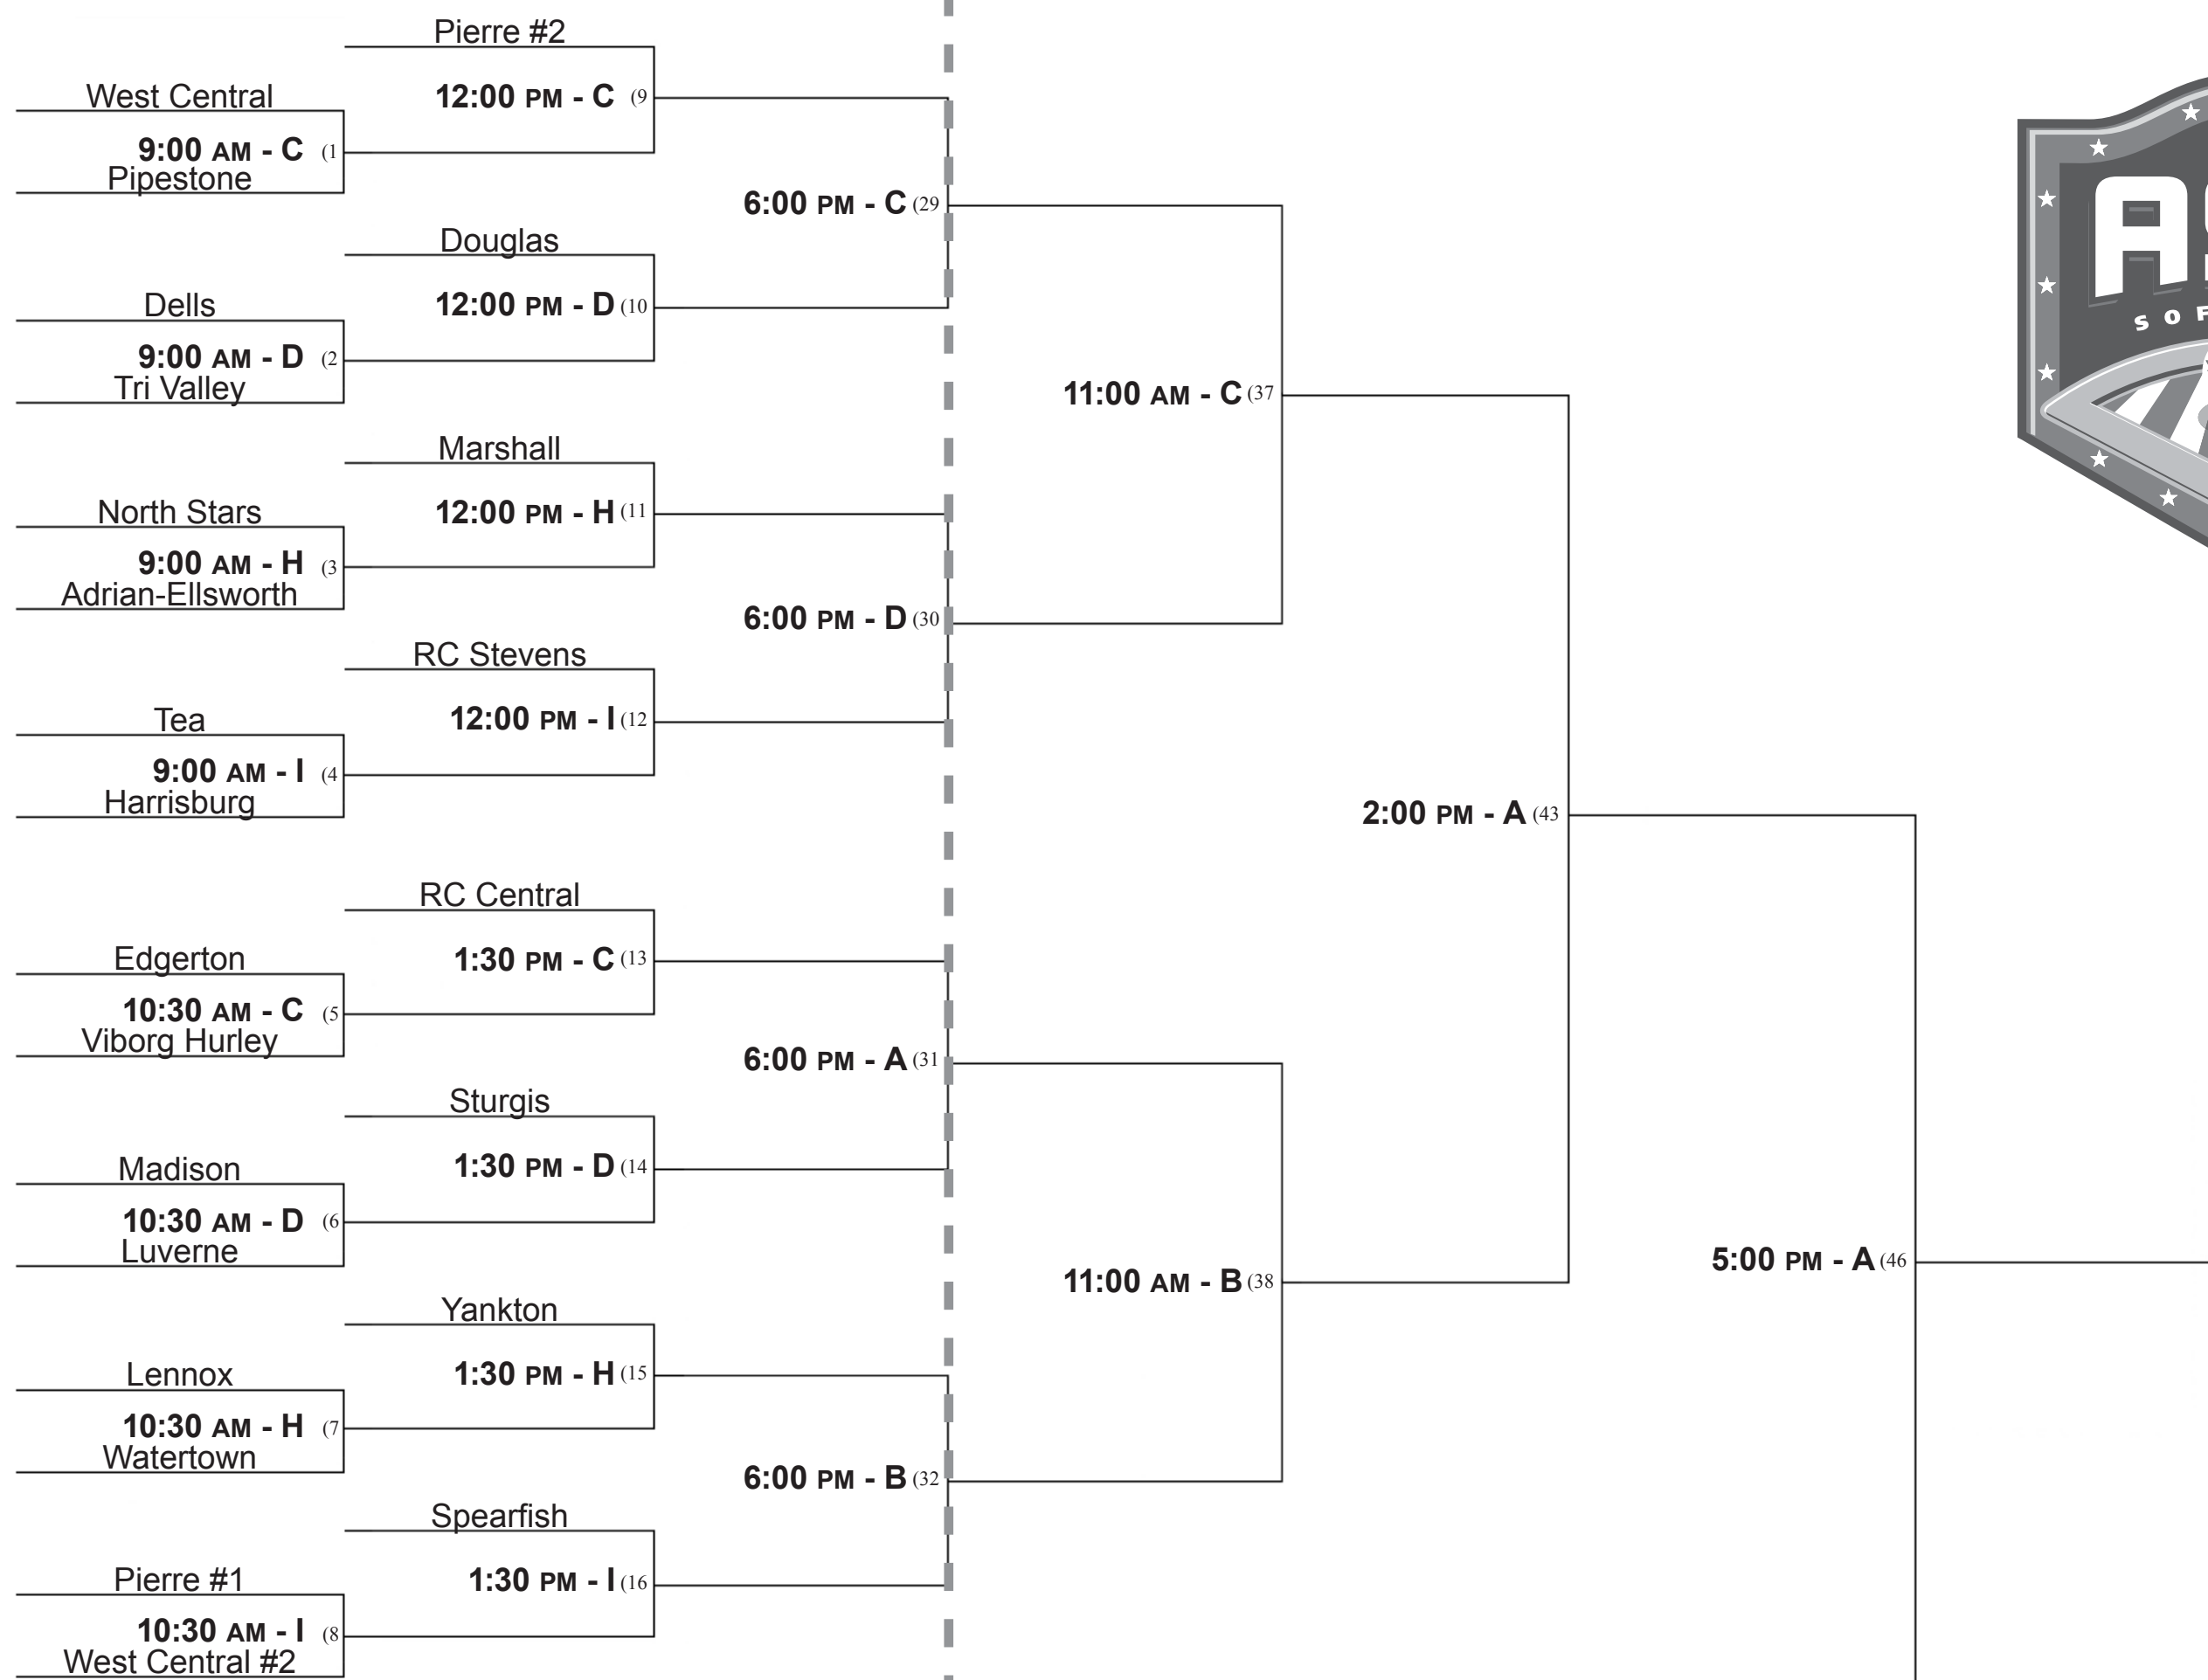 Pierre #2
West Central
12:00 PM - C (9
9:00 AM - C (1
Pipestone
6:00 PM - C (29
Douglas
Dells
12:00 PM - D (10
9:00 AM - D (2
Tri Valley
11:00 AM - C (37
Marshall
North Stars
12:00 PM - H (11
9:00 AM - H (3
Adrian-Ellsworth
6:00 PM - D (30
RC Stevens
Tea
12:00 PM - I (12
9:00 AM - I (4
Harrisburg
2:00 PM - A (43
RC Central
Edgerton
1:30 PM - C (13
10:30 AM - C (5
Viborg Hurley
6:00 PM - A (31
Sturgis
Madison
1:30 PM - D (14
10:30 AM - D (6
Luverne
11:00 AM - B (38
5:00 PM - A (46
Yankton
Lennox
1:30 PM - H (15
10:30 AM - H (7
Watertown
6:00 PM - B (32
Spearfish
Pierre #1
1:30 PM - I (16
10:30 AM - I (8
West Central #2